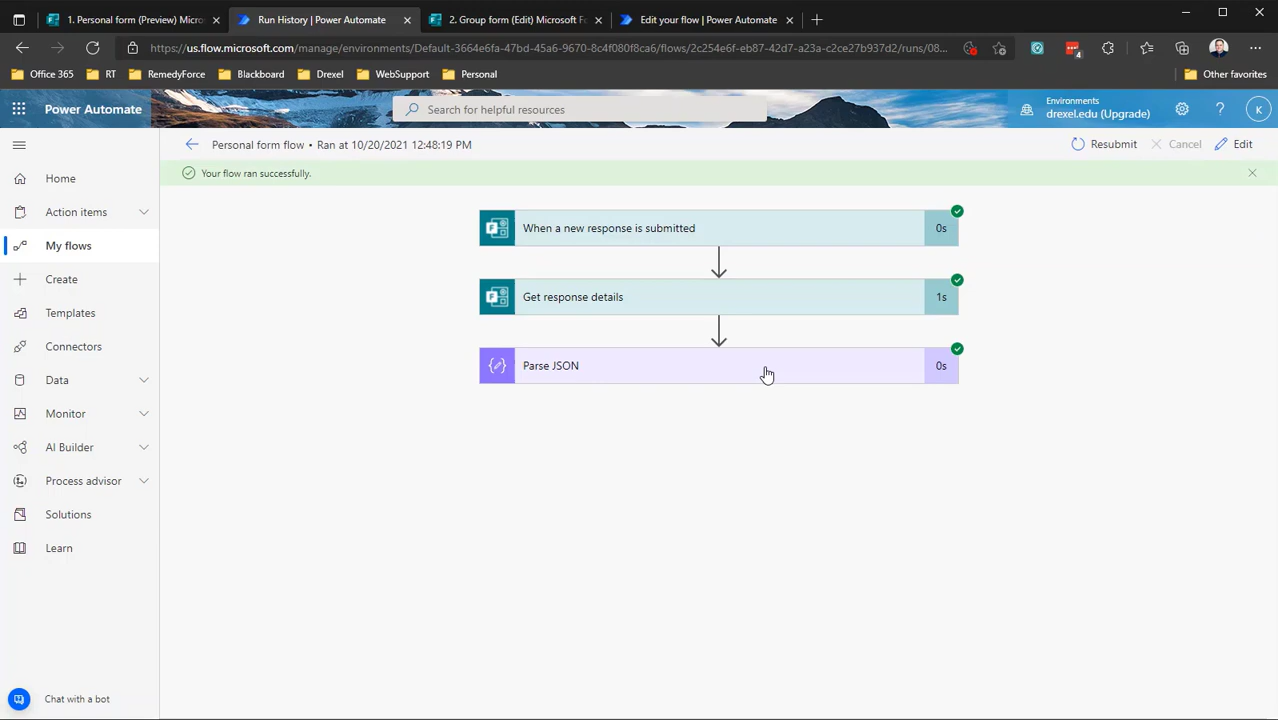 1. Personal form (Preview) Micros
Run History | Power Automate
2. Group form (Edit) Microsoft Fo
Edit your flow | Power Automate
https://us.flow.microsoft.com/manage/environments/Default-3664e6fa-47bd-45a6-9670-8c4f080f8ca6/flows/2c254e6f-eb87-42d7-a23a-c2ce27b937d2/runs/08...
4
Office 365
RT
RemedyForce
Blackboard
Drexel
WebSupport
Personal
Other favorites
Power Automate
Search for helpful resources
Environments
drexel.edu (Upgrade)
K
Personal form flow • Ran at 10/20/2021 12:48:19 PM
Resubmit
Cancel
Edit
Your flow ran successfully.
Home
Action items
My flows
Create
Templates
Connectors
Data
Monitor
AI Builder
Process advisor
Solutions
Learn
Chat with a bot
When a new response is submitted
0s
Get response details
1s
Parse JSON
0s